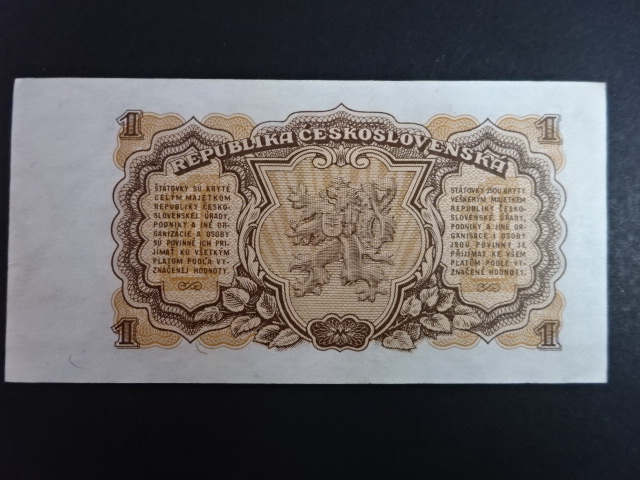 1 1
REPUBLIKA ČESKOSLOVENSKÁ
ŠTÁTOVKY SÚ KRYTÉ
CELÝM MAJETKOM
REPUBLIKY ČESKO-
SLOVENSKEJ. ÚRADY,
PODNIKY A INÉ OR-
GANIZÁCIE A OSOBY
SÚ POVINNÉ ICH PRI-
JÍMAŤ KU VŠETKÝM
PLATOM PODĽA VY-
ZNAČENEJ HODNOTY.
STÁTOVKY JSOU KRYTY
VEŠKERÝM MAJETKEM
REPUBLIKY ČESKO-
SLOVENSKÉ. ÚŘADY,
PODNIKY A JINÉ OR-
GANISACE I OSOBY
JSOU POVINNY JE
PŘIJÍMAT KE VŠEM
PLATŮM PODLE VY-
ZNAČENÉ HODNOTY.
1 1